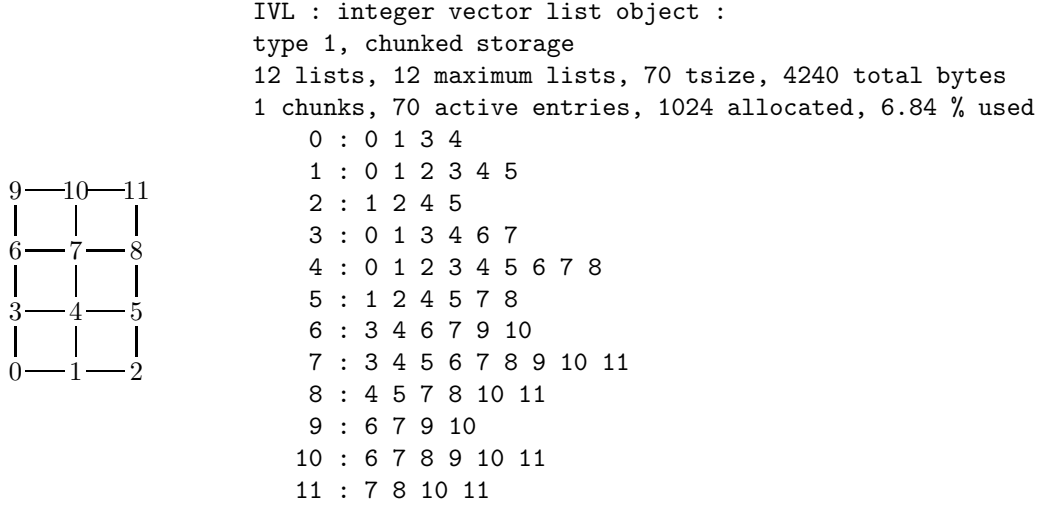 IVL : integer vector list object :
type 1, chunked storage
12 lists, 12 maximum lists, 70 tsize, 4240 total bytes
1 chunks, 70 active entries, 1024 allocated, 6.84 % used
0 : 0 1 3 4
1 : 0 1 2 3 4 5
2 : 1 2 4 5
3 : 0 1 3 4 6 7
4 : 0 1 2 3 4 5 6 7 8
5 : 1 2 4 5 7 8
6 : 3 4 6 7 9 10
7 : 3 4 5 6 7 8 9 10 11
8 : 4 5 7 8 10 11
9 : 6 7 9 10
10 : 6 7 8 9 10 11
11 : 7 8 10 11
9 10 11
6 7 8
3 4 5
0 1 2